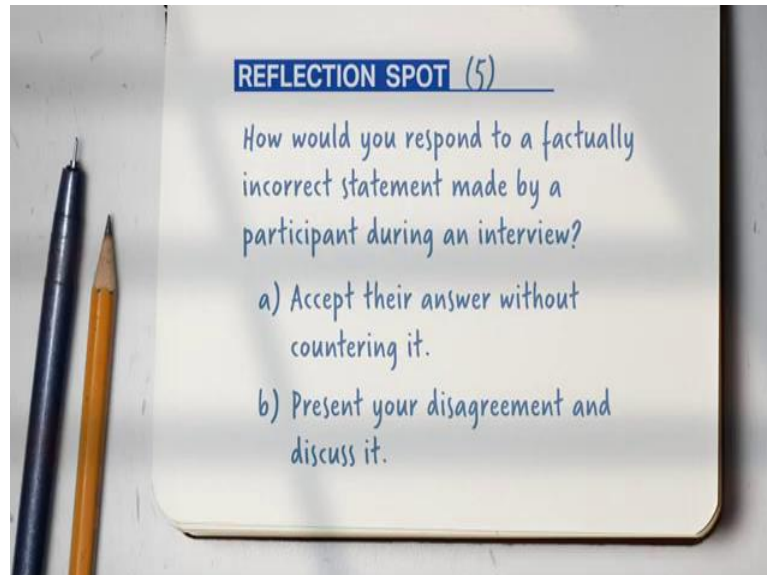 REFLECTION SPOT (5)
How would you respond to a factually
incorrect statement made by a
participant during an interview?
a) Accept their answer without
countering it.
b) Present your disagreement and
discuss it.